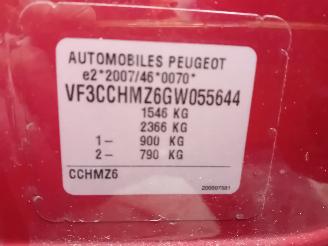 AUTOMOBILES PEUGEOT
e2*2007/46*0070*
VF3CCHMZ6GW055644
1546 KG
2366 KG
1- 900 KG
2- 790 KG
CCHMZ6